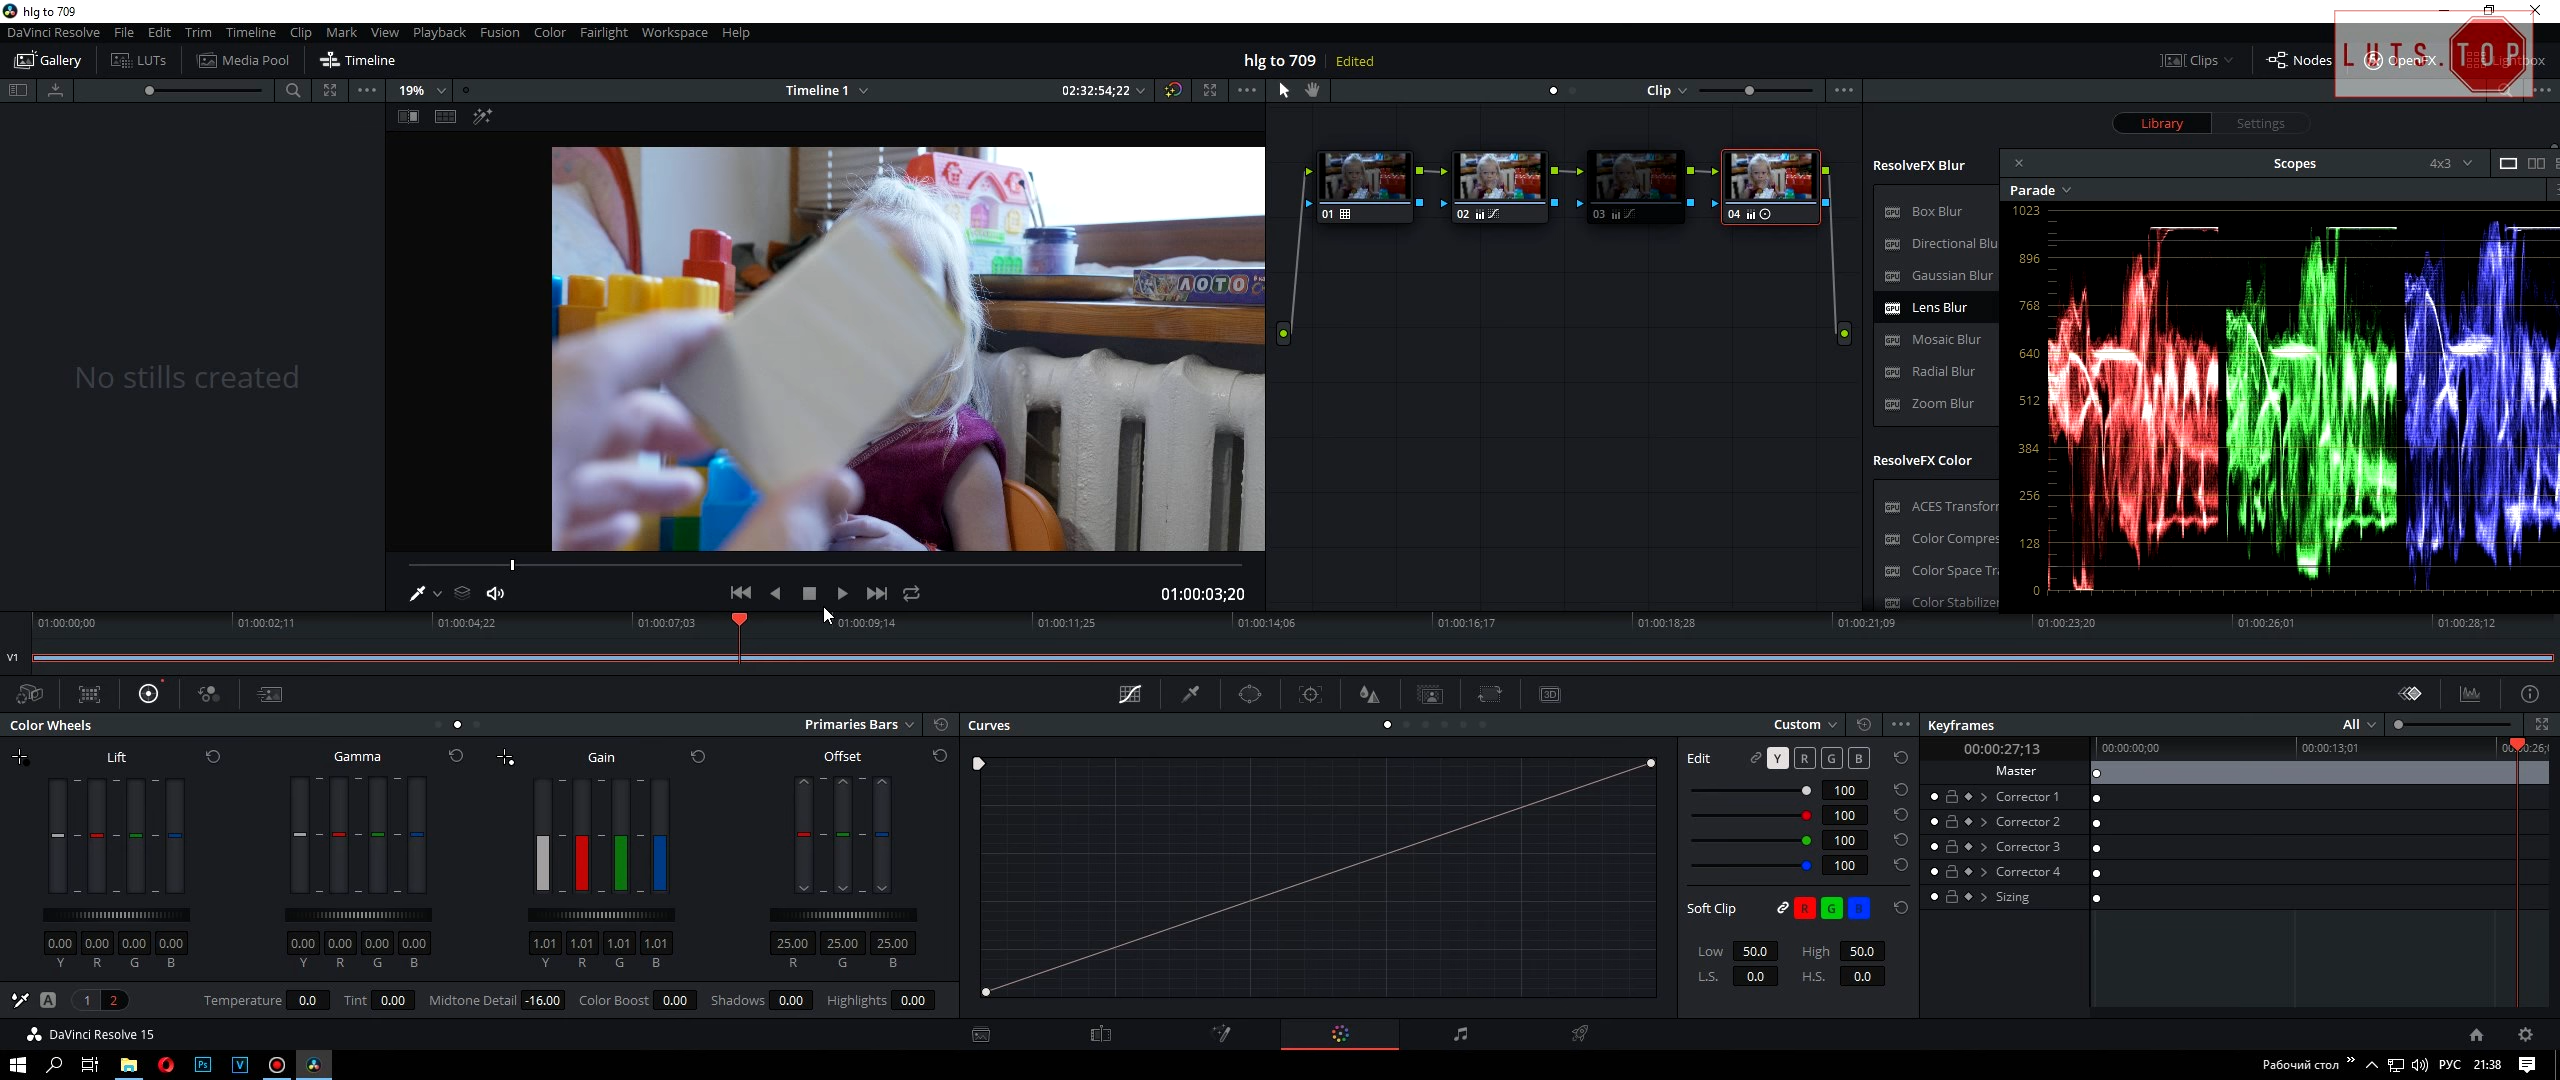 hlg to 709
DaVinci Resolve File Edit Trim Timeline Clip Mark View Playback Fusion Color Fairlight Workspace Help
Gallery LUTs Media Pool Timeline hlg to 709 Edited Clips Nodes OpenFX Lightbox
LUTS.TOP
19% Timeline 1 02:32:54;22 Clip
Library Settings
No stills created
ЛОТО
01 02 03 04
ResolveFX Blur
Box Blur
Directional Blu
Gaussian Blur
Lens Blur
Mosaic Blur
Radial Blur
Zoom Blur
ResolveFX Color
ACES Transfor
Color Compres
Color Space Tra
Color Stabilizer
Scopes 4x3
Parade
1023
896
768
640
512
384
256
128
0
01:00:03;20
01:00:00;00 01:00:02;11 01:00:04;22 01:00:07;03 01:00:09;14 01:00:11;25 01:00:14;06 01:00:16;17 01:00:18;28 01:00:21;09 01:00:23;20 01:00:26;01 01:00:28;12
V1
3D
Color Wheels Primaries Bars
Lift Gamma Gain Offset
0.00 0.00 0.00 0.00 0.00 0.00 0.00 0.00 1.01 1.01 1.01 1.01 25.00 25.00 25.00
Y R G B Y R G B Y R G B R G B
A 1 2 Temperature 0.0 Tint 0.00 Midtone Detail -16.00 Color Boost 0.00 Shadows 0.00 Highlights 0.00
Curves Custom
Edit Y R G B
100
100
100
100
Soft Clip R G B
Low 50.0 High 50.0
L.S. 0.0 H.S. 0.0
Keyframes All
00:00:27;13 00:00:00;00 00:00:13;01
Master
Corrector 1
Corrector 2
Corrector 3
Corrector 4
Sizing
DaVinci Resolve 15
Ps V Рабочий стол РУС 21:38